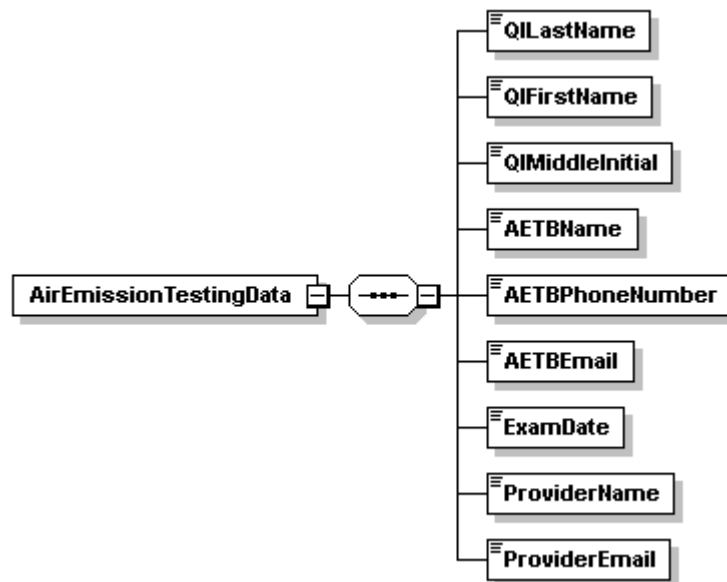 QILastName
QIFirstName
QIMiddleInitial
AETBName
AirEmissionTestingData
AETBPhoneNumber
AETBEmail
ExamDate
ProviderName
ProviderEmail